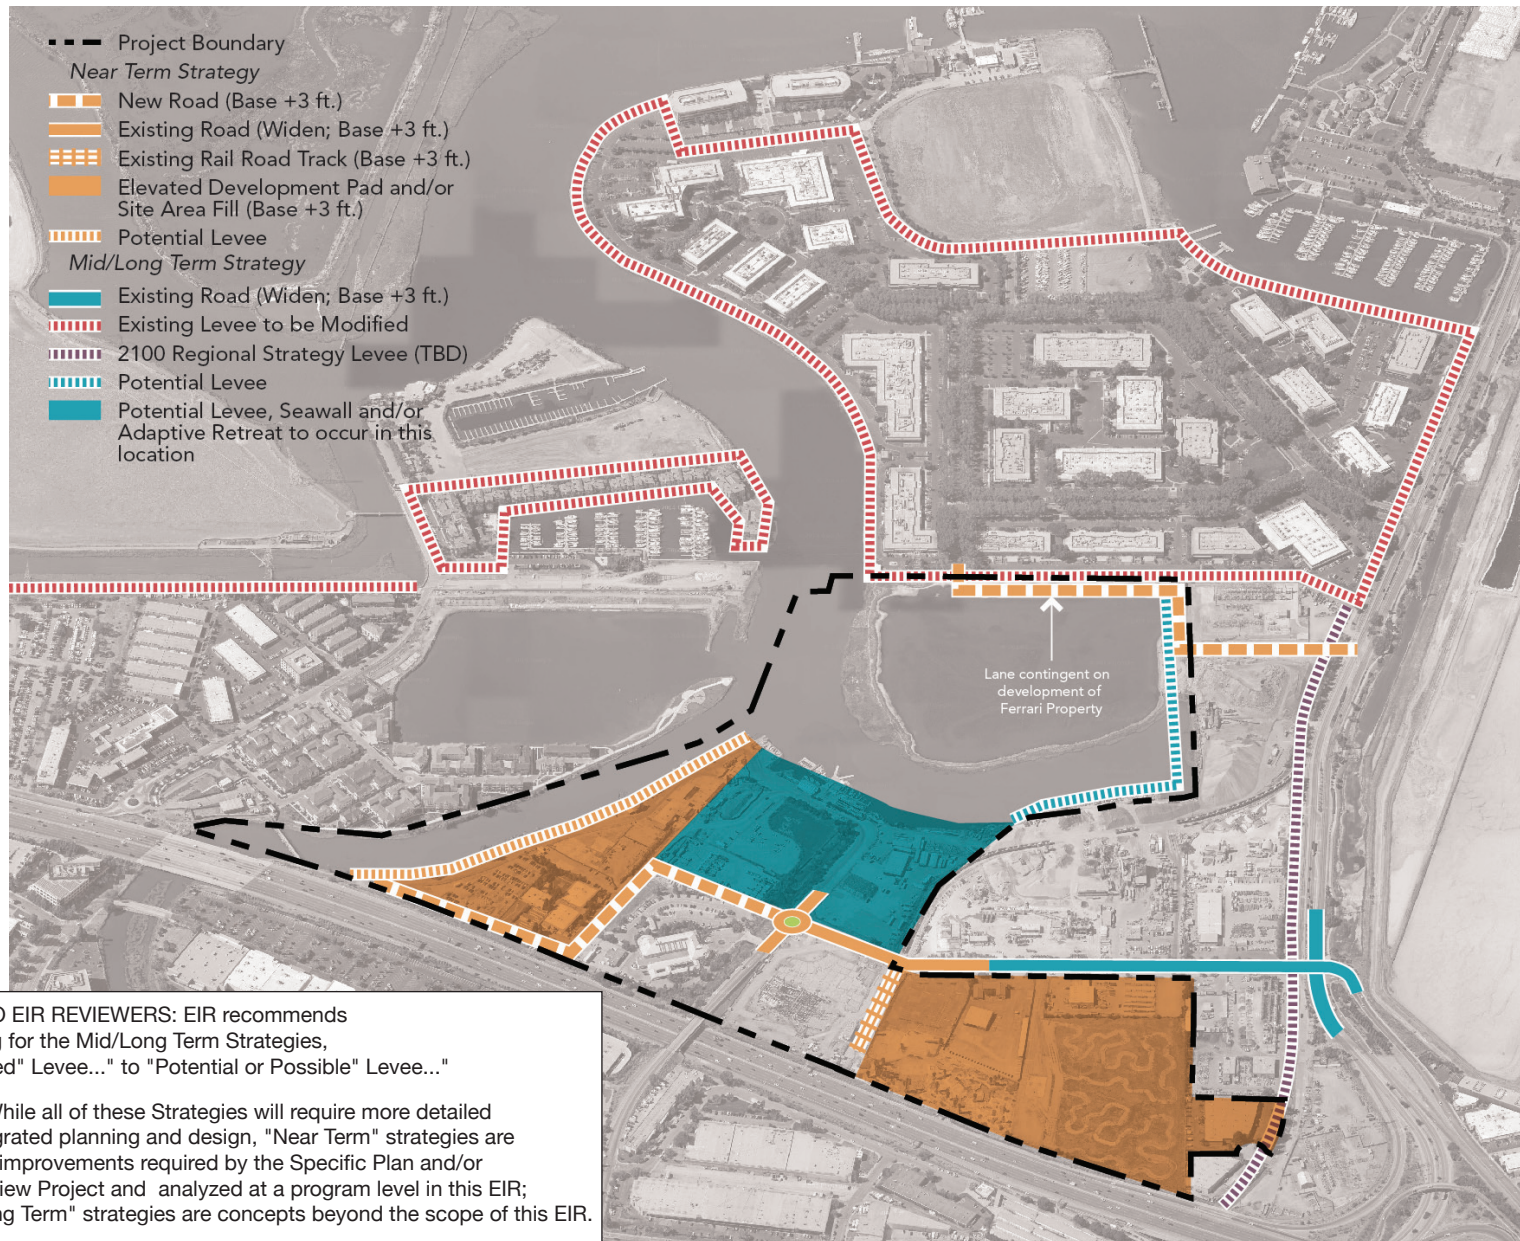 Project Boundary
Near Term Strategy
New Road (Base +3 ft.)
Existing Road (Widen; Base +3 ft.)
Existing Rail Road Track (Base +3 ft.)
Elevated Development Pad and/or
Site Area Fill (Base +3 ft.)
Potential Levee
Mid/Long Term Strategy
Existing Road (Widen; Base +3 ft.)
Existing Levee to be Modified
2100 Regional Strategy Levee (TBD)
Potential Levee
Potential Levee, Seawall and/or
Adaptive Retreat to occur in this
location
Lane contingent on
development of
Ferrari Property
EIR REVIEWERS: EIR recommends
for the Mid/Long Term Strategies,
Levee..." to "Potential or Possible" Levee..."
While all of these Strategies will require more detailed
planning and design, "Near Term" strategies are
improvements required by the Specific Plan and/or
Project and analyzed at a program level in this EIR;
Term" strategies are concepts beyond the scope of this EIR.